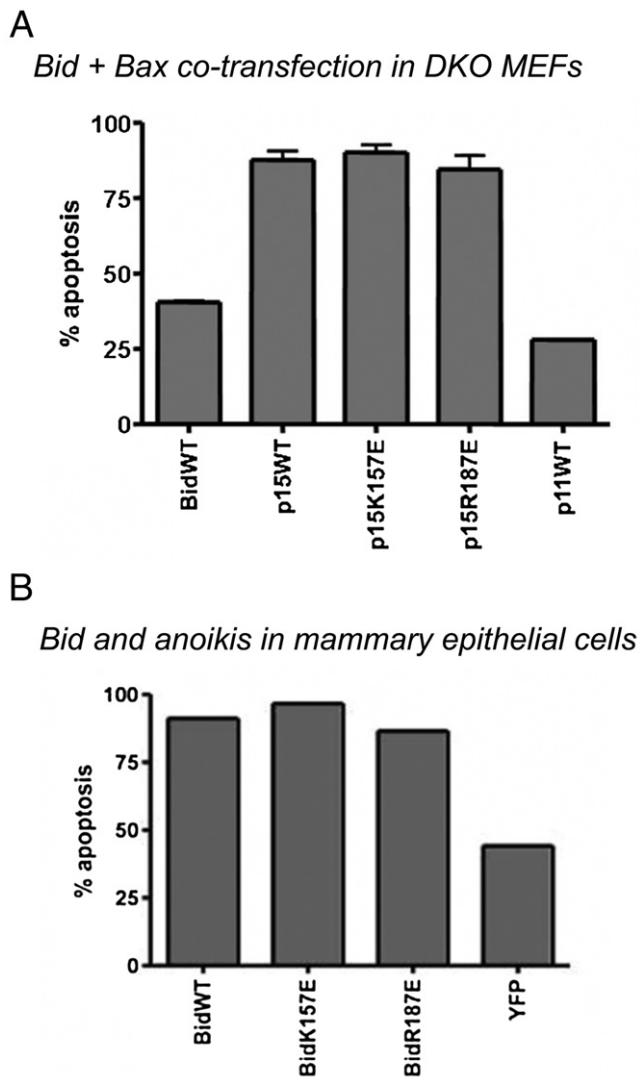 A
Bid + Bax co-transfection in DKO MEFs
100
75
50
25
0
% apoptosis
BidWT
p15WT
p15K157E
p15R187E
p11WT
B
Bid and anoikis in mammary epithelial cells
100
75
50
25
0
% apoptosis
BidWT
BidK157E
BidR187E
YFP